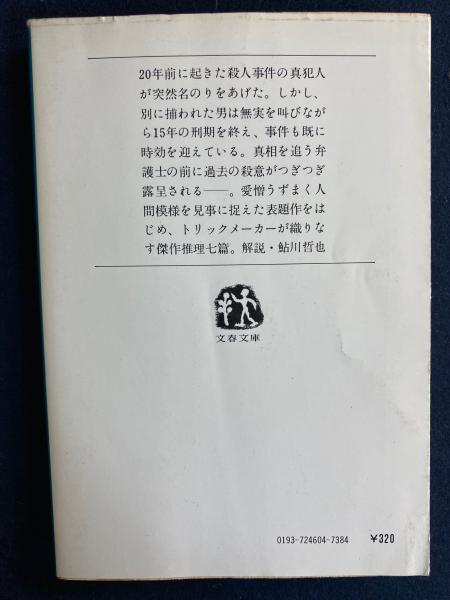 20年前に起きた殺人事件の真犯人
が突然名のりをあげた。しかし、
別に捕われた男は無実を叫びなが
ら15年の刑期を終え、事件も既に
時効を迎えている。真相を追う弁
護士の前に過去の殺意がつぎつぎ
露呈される――。愛憎うずまく人
間模様を見事に捉えた表題作をは
じめ、トリックメーカーが織りな
す傑作推理七篇。解説・鮎川哲也
文春文庫
0193-724604-7384 ¥320